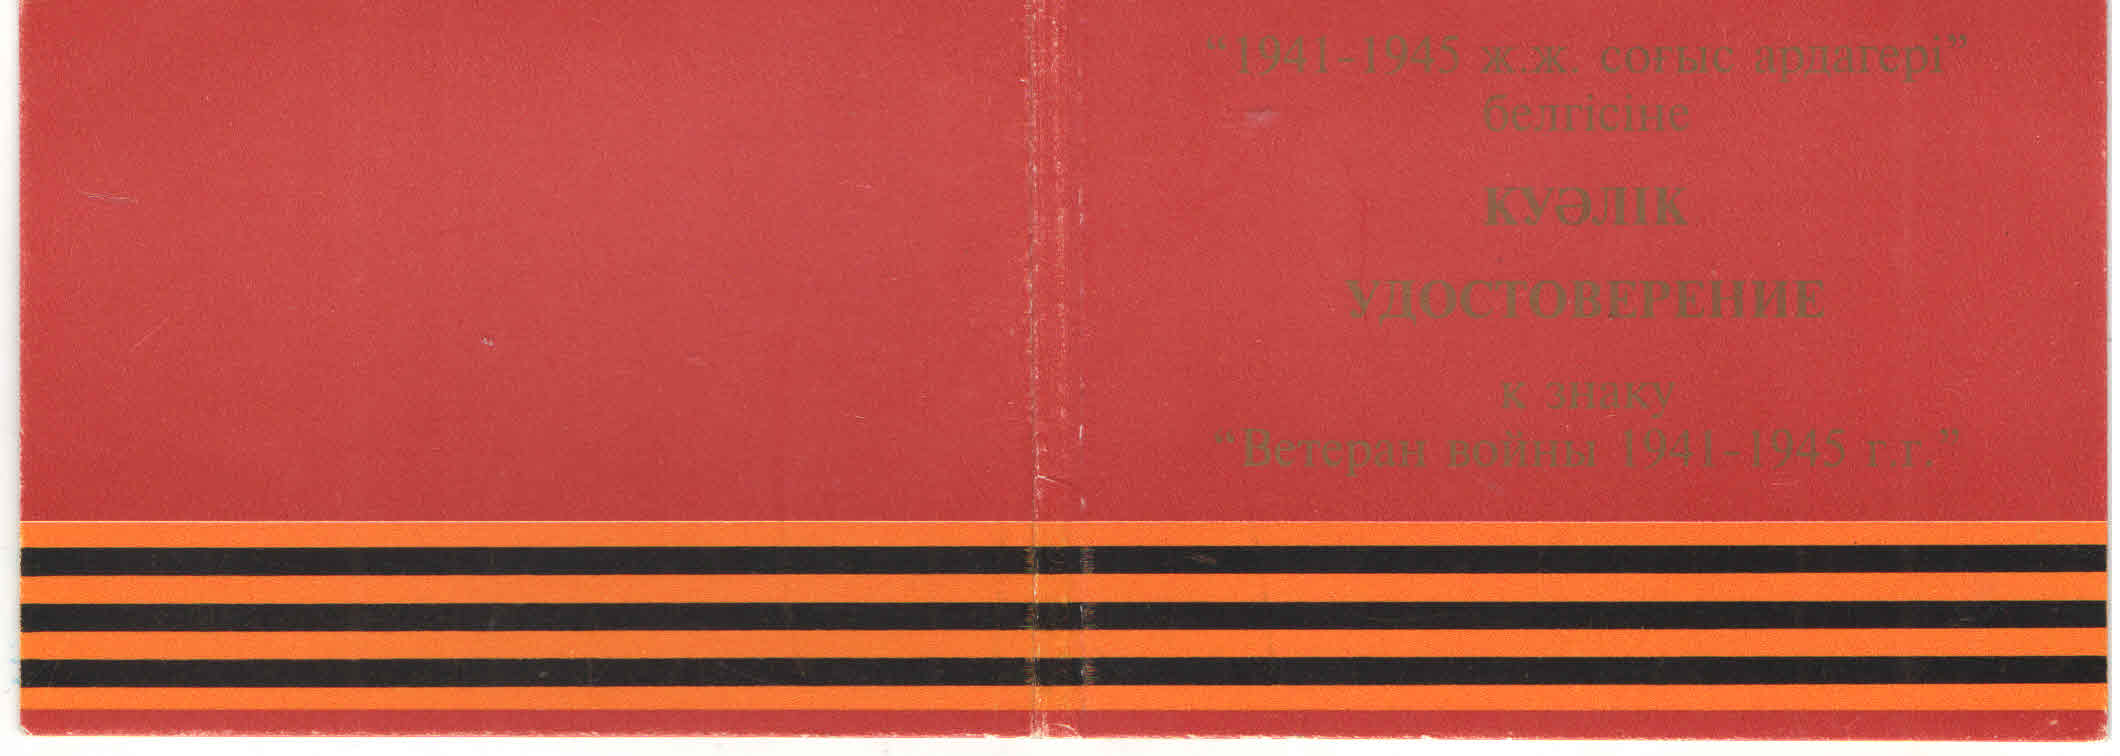 “1941-1945 ж.ж. соғыс ардагері”
белгісіне
КУӘЛІК
УДОСТОВЕРЕНИЕ
к знаку
“Ветеран войны 1941-1945 г.г.”